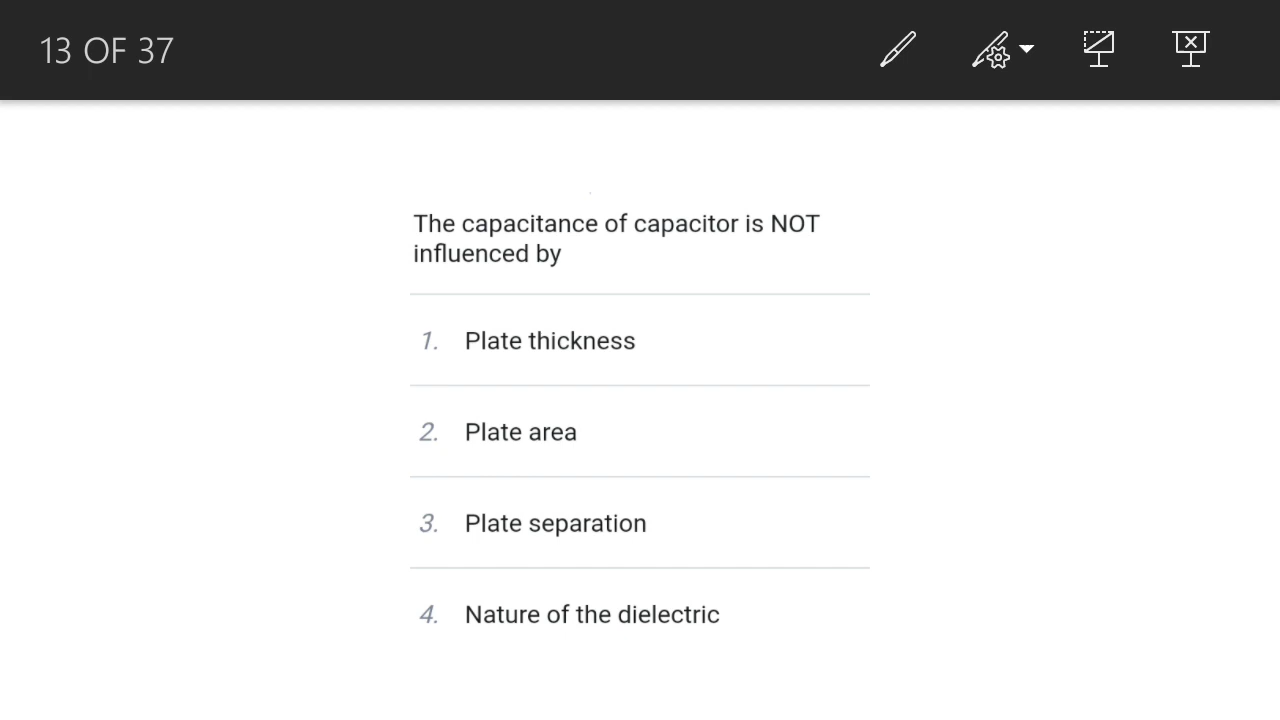 13 OF 37
The capacitance of capacitor is NOT
influenced by
1. Plate thickness
2. Plate area
3. Plate separation
4. Nature of the dielectric